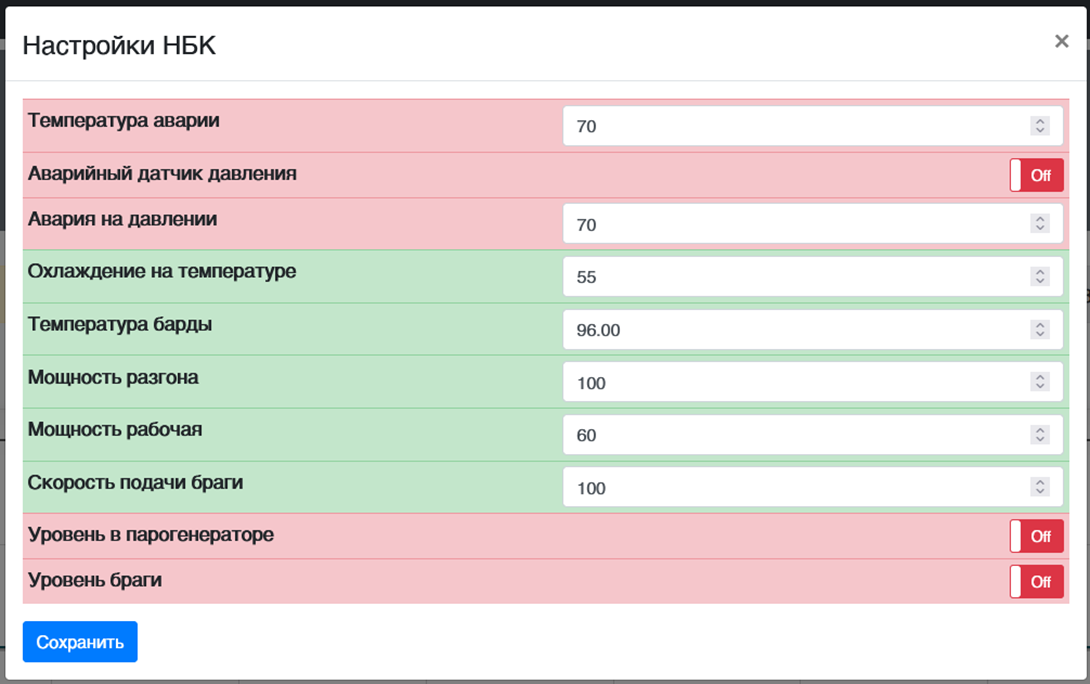 Настройки НБК
×
Температура аварии 70
Аварийный датчик давления Off
Авария на давлении 70
Охлаждение на температуре 55
Температура барды 96.00
Мощность разгона 100
Мощность рабочая 60
Скорость подачи браги 100
Уровень в парогенераторе Off
Уровень браги Off
Сохранить